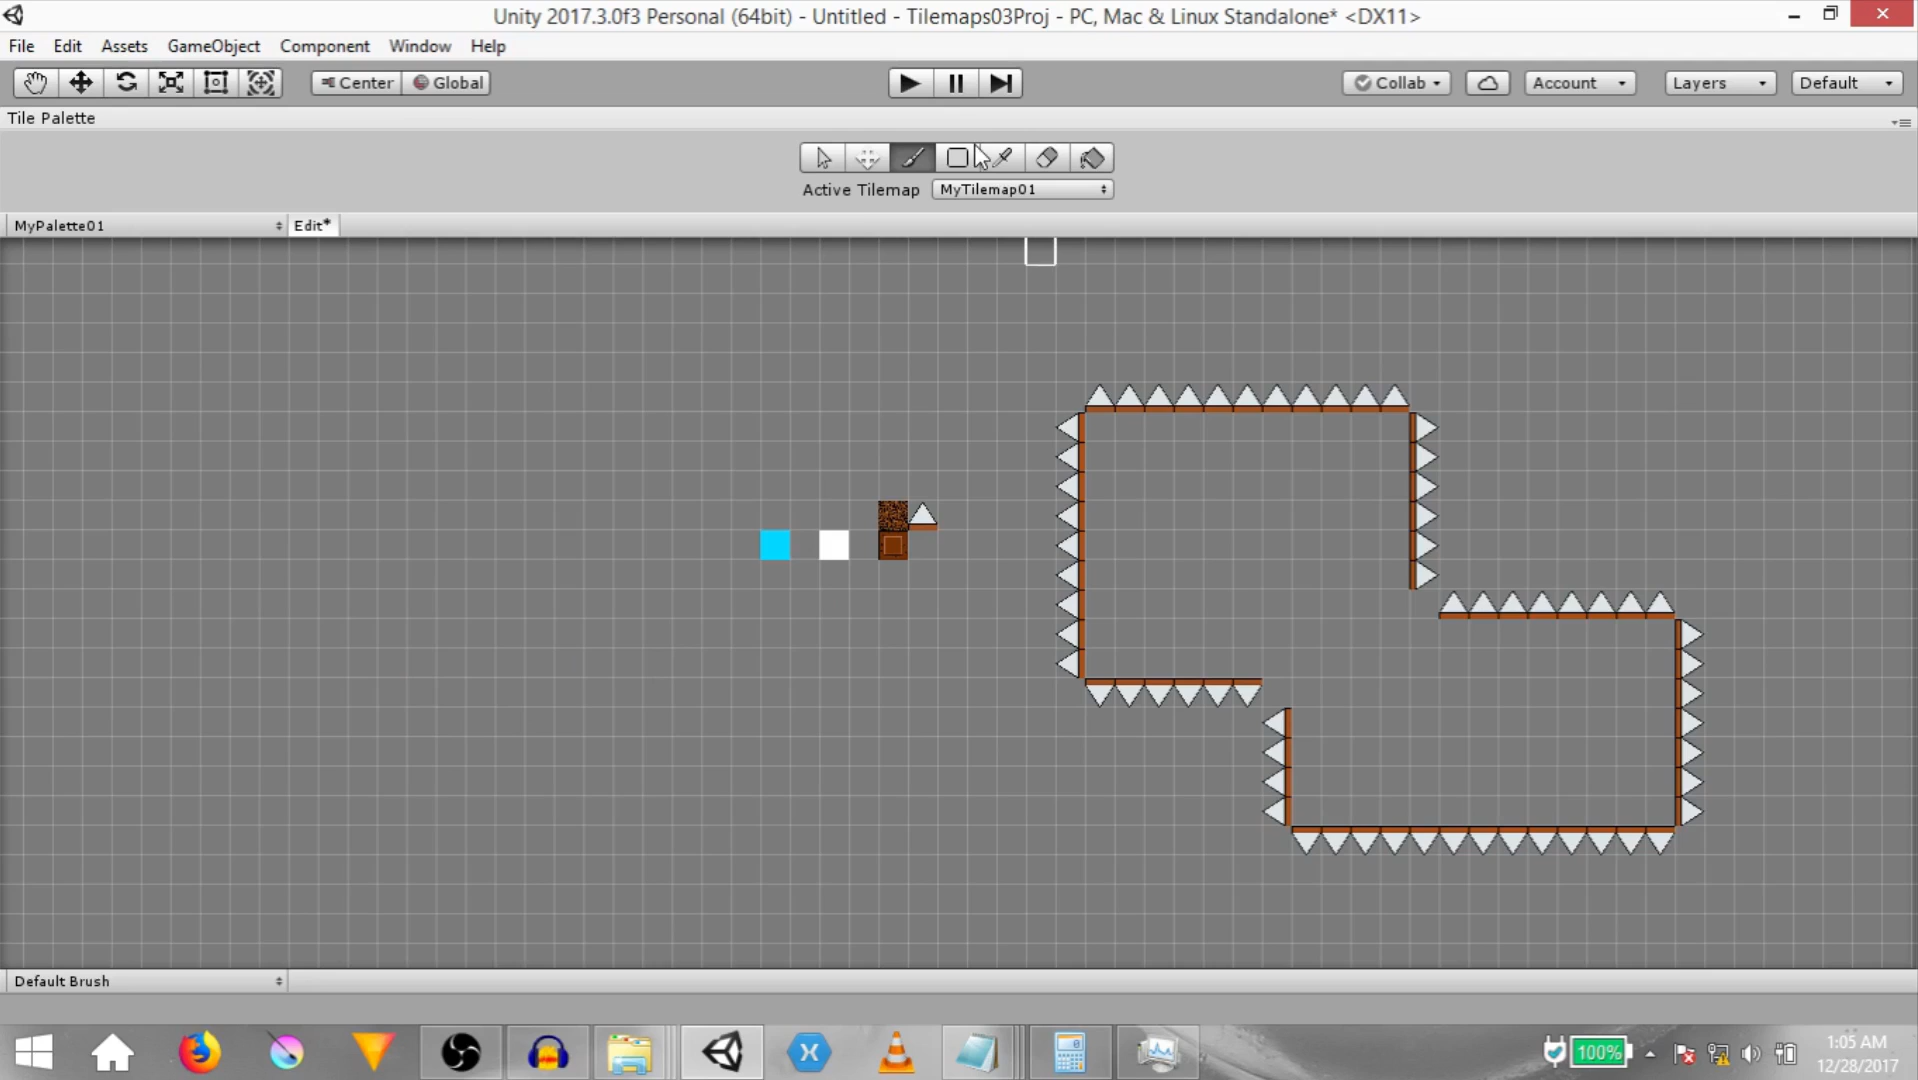 Unity 2017.3.0f3 Personal (64bit) - Untitled - Tilemaps03Proj - PC, Mac & Linux Standalone* <DX11>
File Edit Assets GameObject Component Window Help
Center Global Collab Account Layers Default
Tile Palette
Active Tilemap MyTilemap01
MyPalette01 Edit*
Default Brush
100%
1:05 AM
12/28/2017